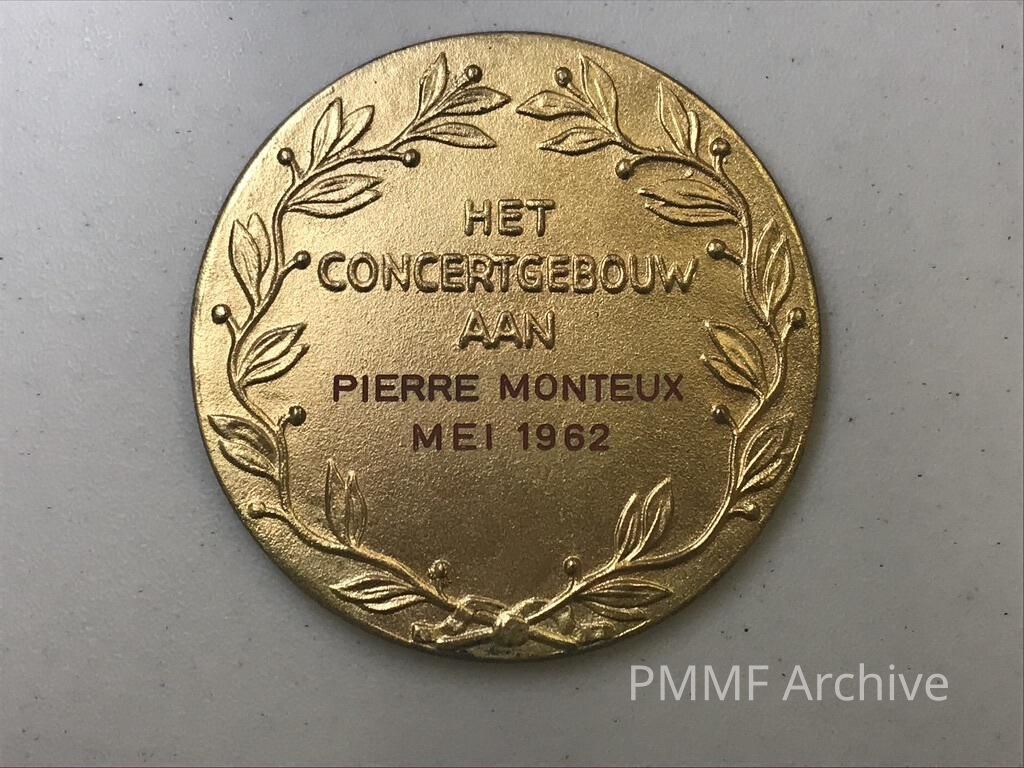 HET
CONCERTGEBOUW
AAN
PIERRE MONTEUX
MEI 1962
PMMF Archive